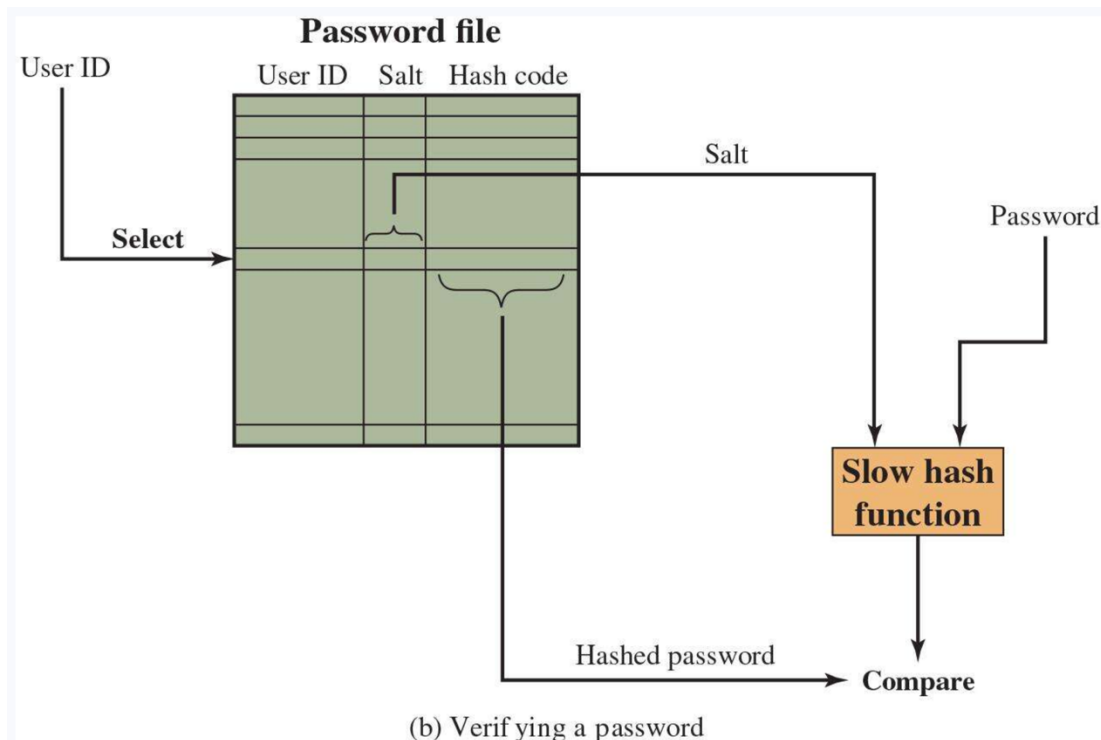 Password file
User ID
User ID Salt Hash code
Salt
Password
Select
Slow hash
function
Hashed password
Compare
(b) Verif ying a password